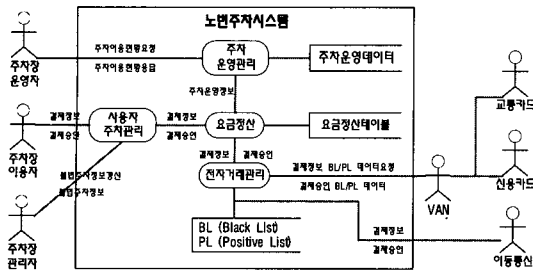 노변주차시스템
주차장
운영자
주차이용현황요청
주차이용현황응답
주차
운영관리
주차운영데이터
주차운영정보
교통카드
결제정보
결제승인
사용자
주차관리
결제정보
결제승인
요금정산
요금정산테이블
주차장
이용자
결제정보
결제승인
불법주차정보갱신
불법주차정보
전자거래관리
결제정보 BL/PL 데이터요청
결제승인 BL/PL 데이터
VAN
신용카드
주차장
관리자
BL (Black List)
PL (Positive List)
결제정보
결제승인
이동통신